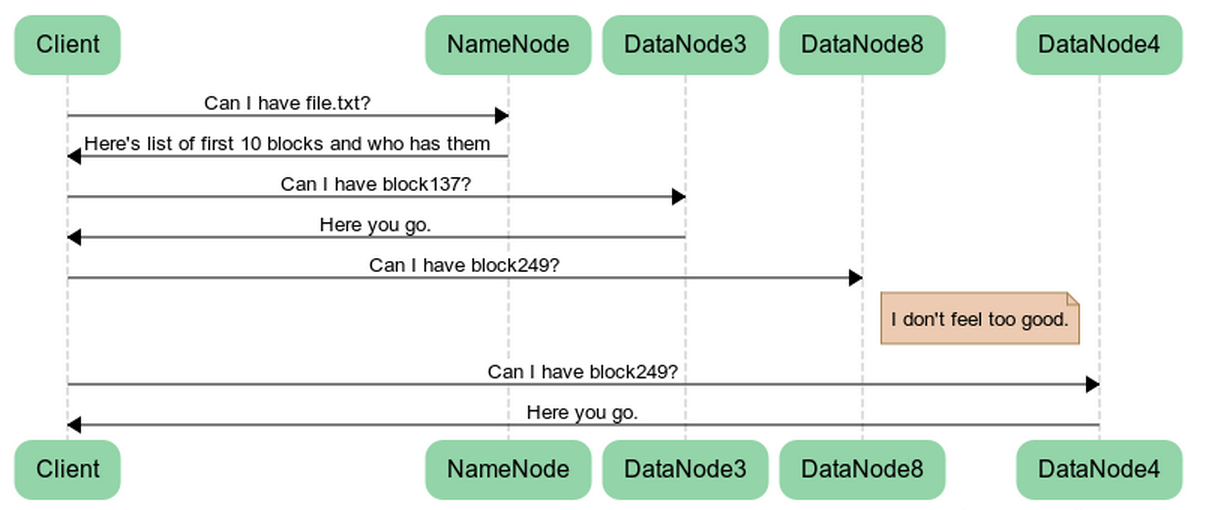 Client NameNode DataNode3 DataNode8 DataNode4
Can I have file.txt?
Here's list of first 10 blocks and who has them
Can I have block137?
Here you go.
Can I have block249?
I don't feel too good.
Can I have block249?
Here you go.
Client NameNode DataNode3 DataNode8 DataNode4